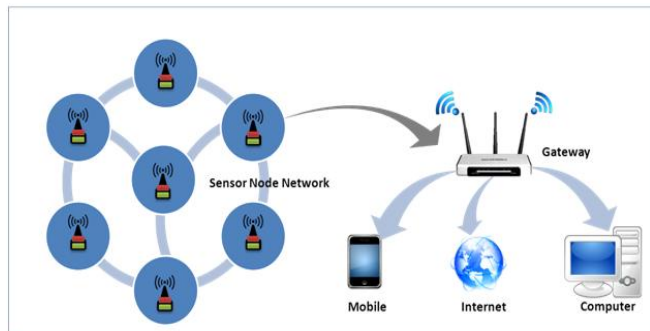 Gateway
Sensor Node Network
Mobile
Internet
Computer